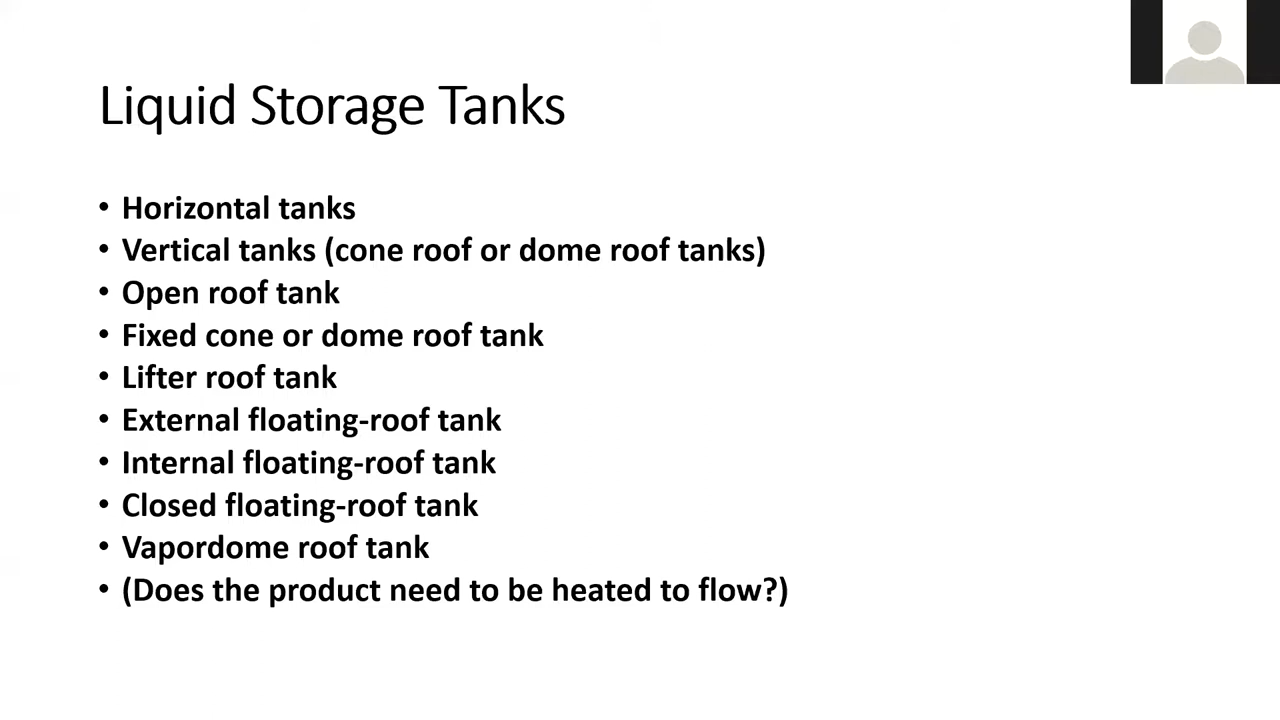 Liquid Storage Tanks
• Horizontal tanks
• Vertical tanks (cone roof or dome roof tanks)
• Open roof tank
• Fixed cone or dome roof tank
• Lifter roof tank
• External floating-roof tank
• Internal floating-roof tank
• Closed floating-roof tank
• Vapordome roof tank
• (Does the product need to be heated to flow?)